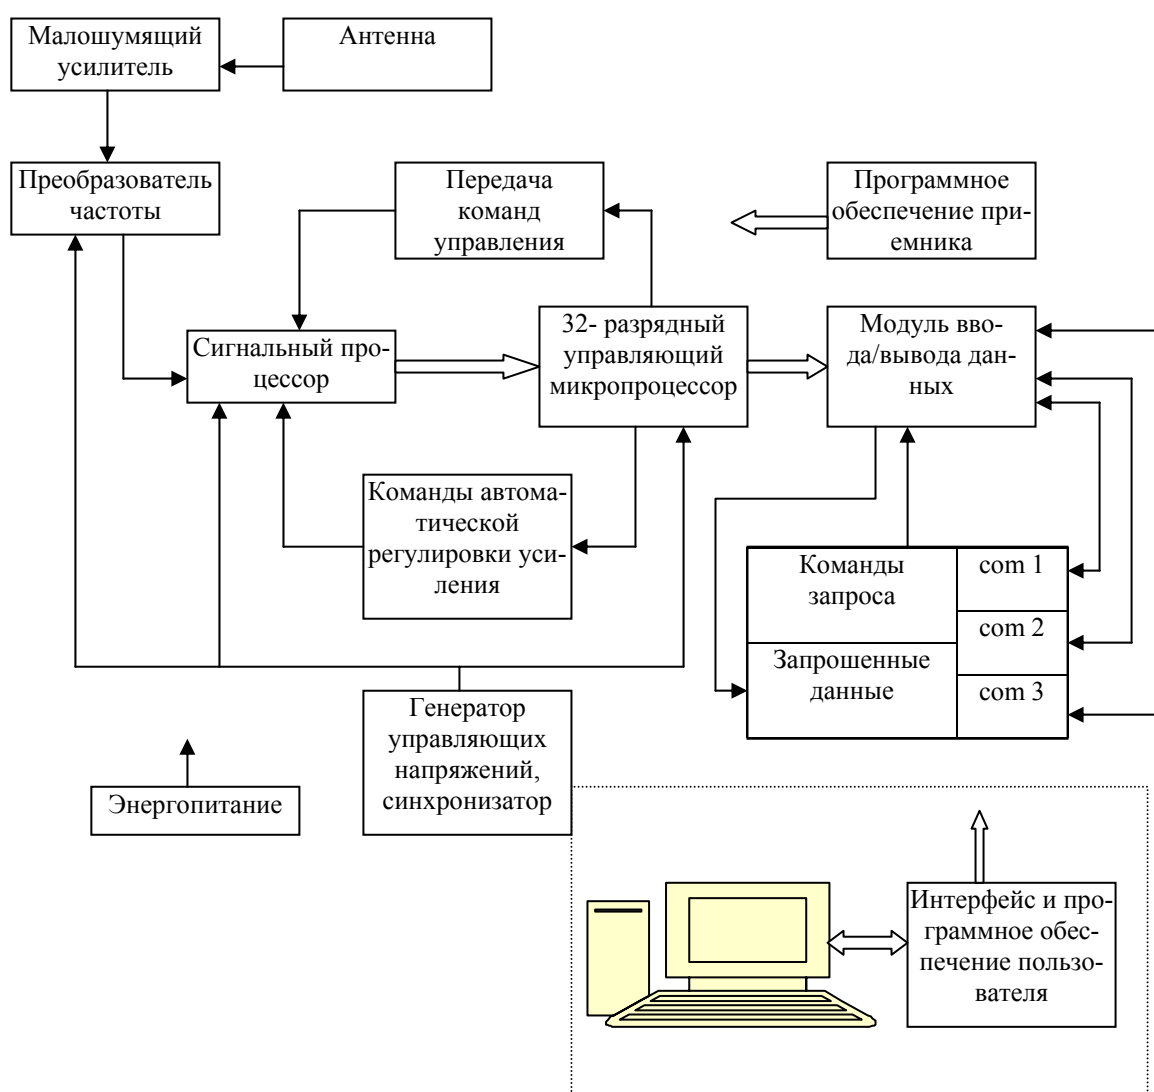 Малошумящий
усилитель
Антенна
Преобразователь
частоты
Передача
команд
управления
Программное
обеспечение при-
емника
Сигнальный про-
цессор
32- разрядный
управляющий
микропроцессор
Модуль вво-
да/вывода дан-
ных
Команды автома-
тической
регулировки уси-
ления
Команды
запроса
com 1
com 2
Запрошенные
данные
com 3
Генератор
управляющих
напряжений,
синхронизатор
Энергопитание
Интерфейс и про-
граммное обес-
печение пользо-
вателя